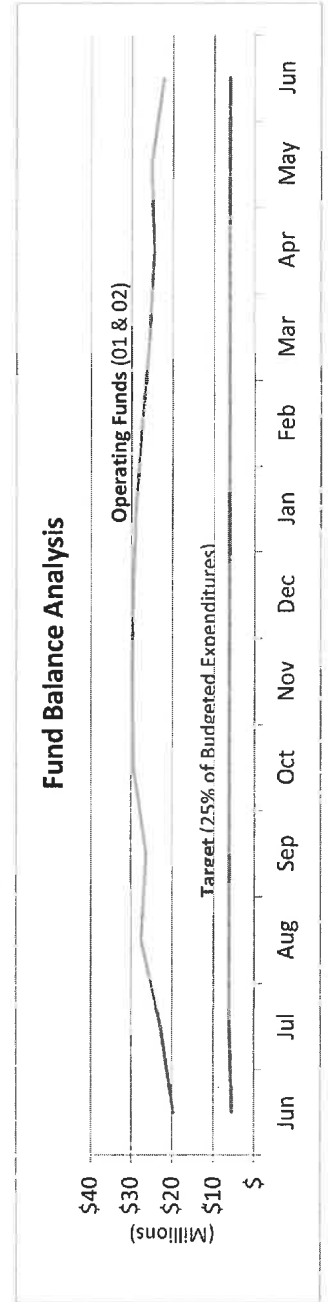 Fund Balance Analysis
$40
$30
$20
$10
$
(Millions)
Operating Funds (01 & 02)
Target (25% of Budgeted Expenditures)
Jun Jul Aug Sep Oct Nov Dec Jan Feb Mar Apr May Jun